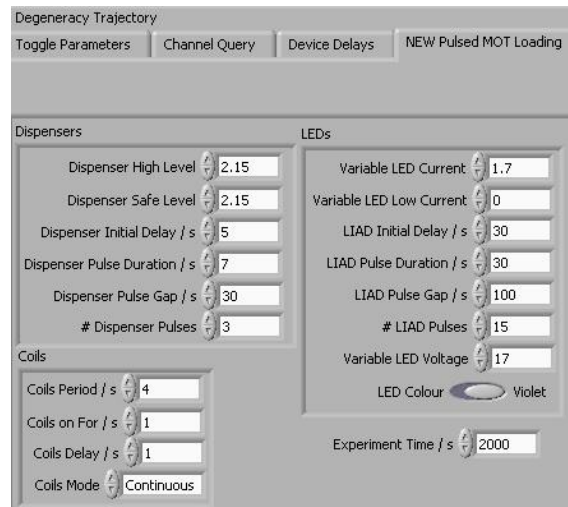 Degeneracy Trajectory
Toggle Parameters Channel Query Device Delays NEW Pulsed MOT Loading
Dispensers
Dispenser High Level 2.15
Dispenser Safe Level 2.15
Dispenser Initial Delay / s 5
Dispenser Pulse Duration / s 7
Dispenser Pulse Gap / s 30
# Dispenser Pulses 3
Coils
Coils Period / s 4
Coils on For / s 1
Coils Delay / s 1
Coils Mode Continuous
LEDs
Variable LED Current 1.7
Variable LED Low Current 0
LIAD Initial Delay / s 30
LIAD Pulse Duration / s 30
LIAD Pulse Gap / s 100
# LIAD Pulses 15
Variable LED Voltage 17
LED Colour Violet
Experiment Time / s 2000